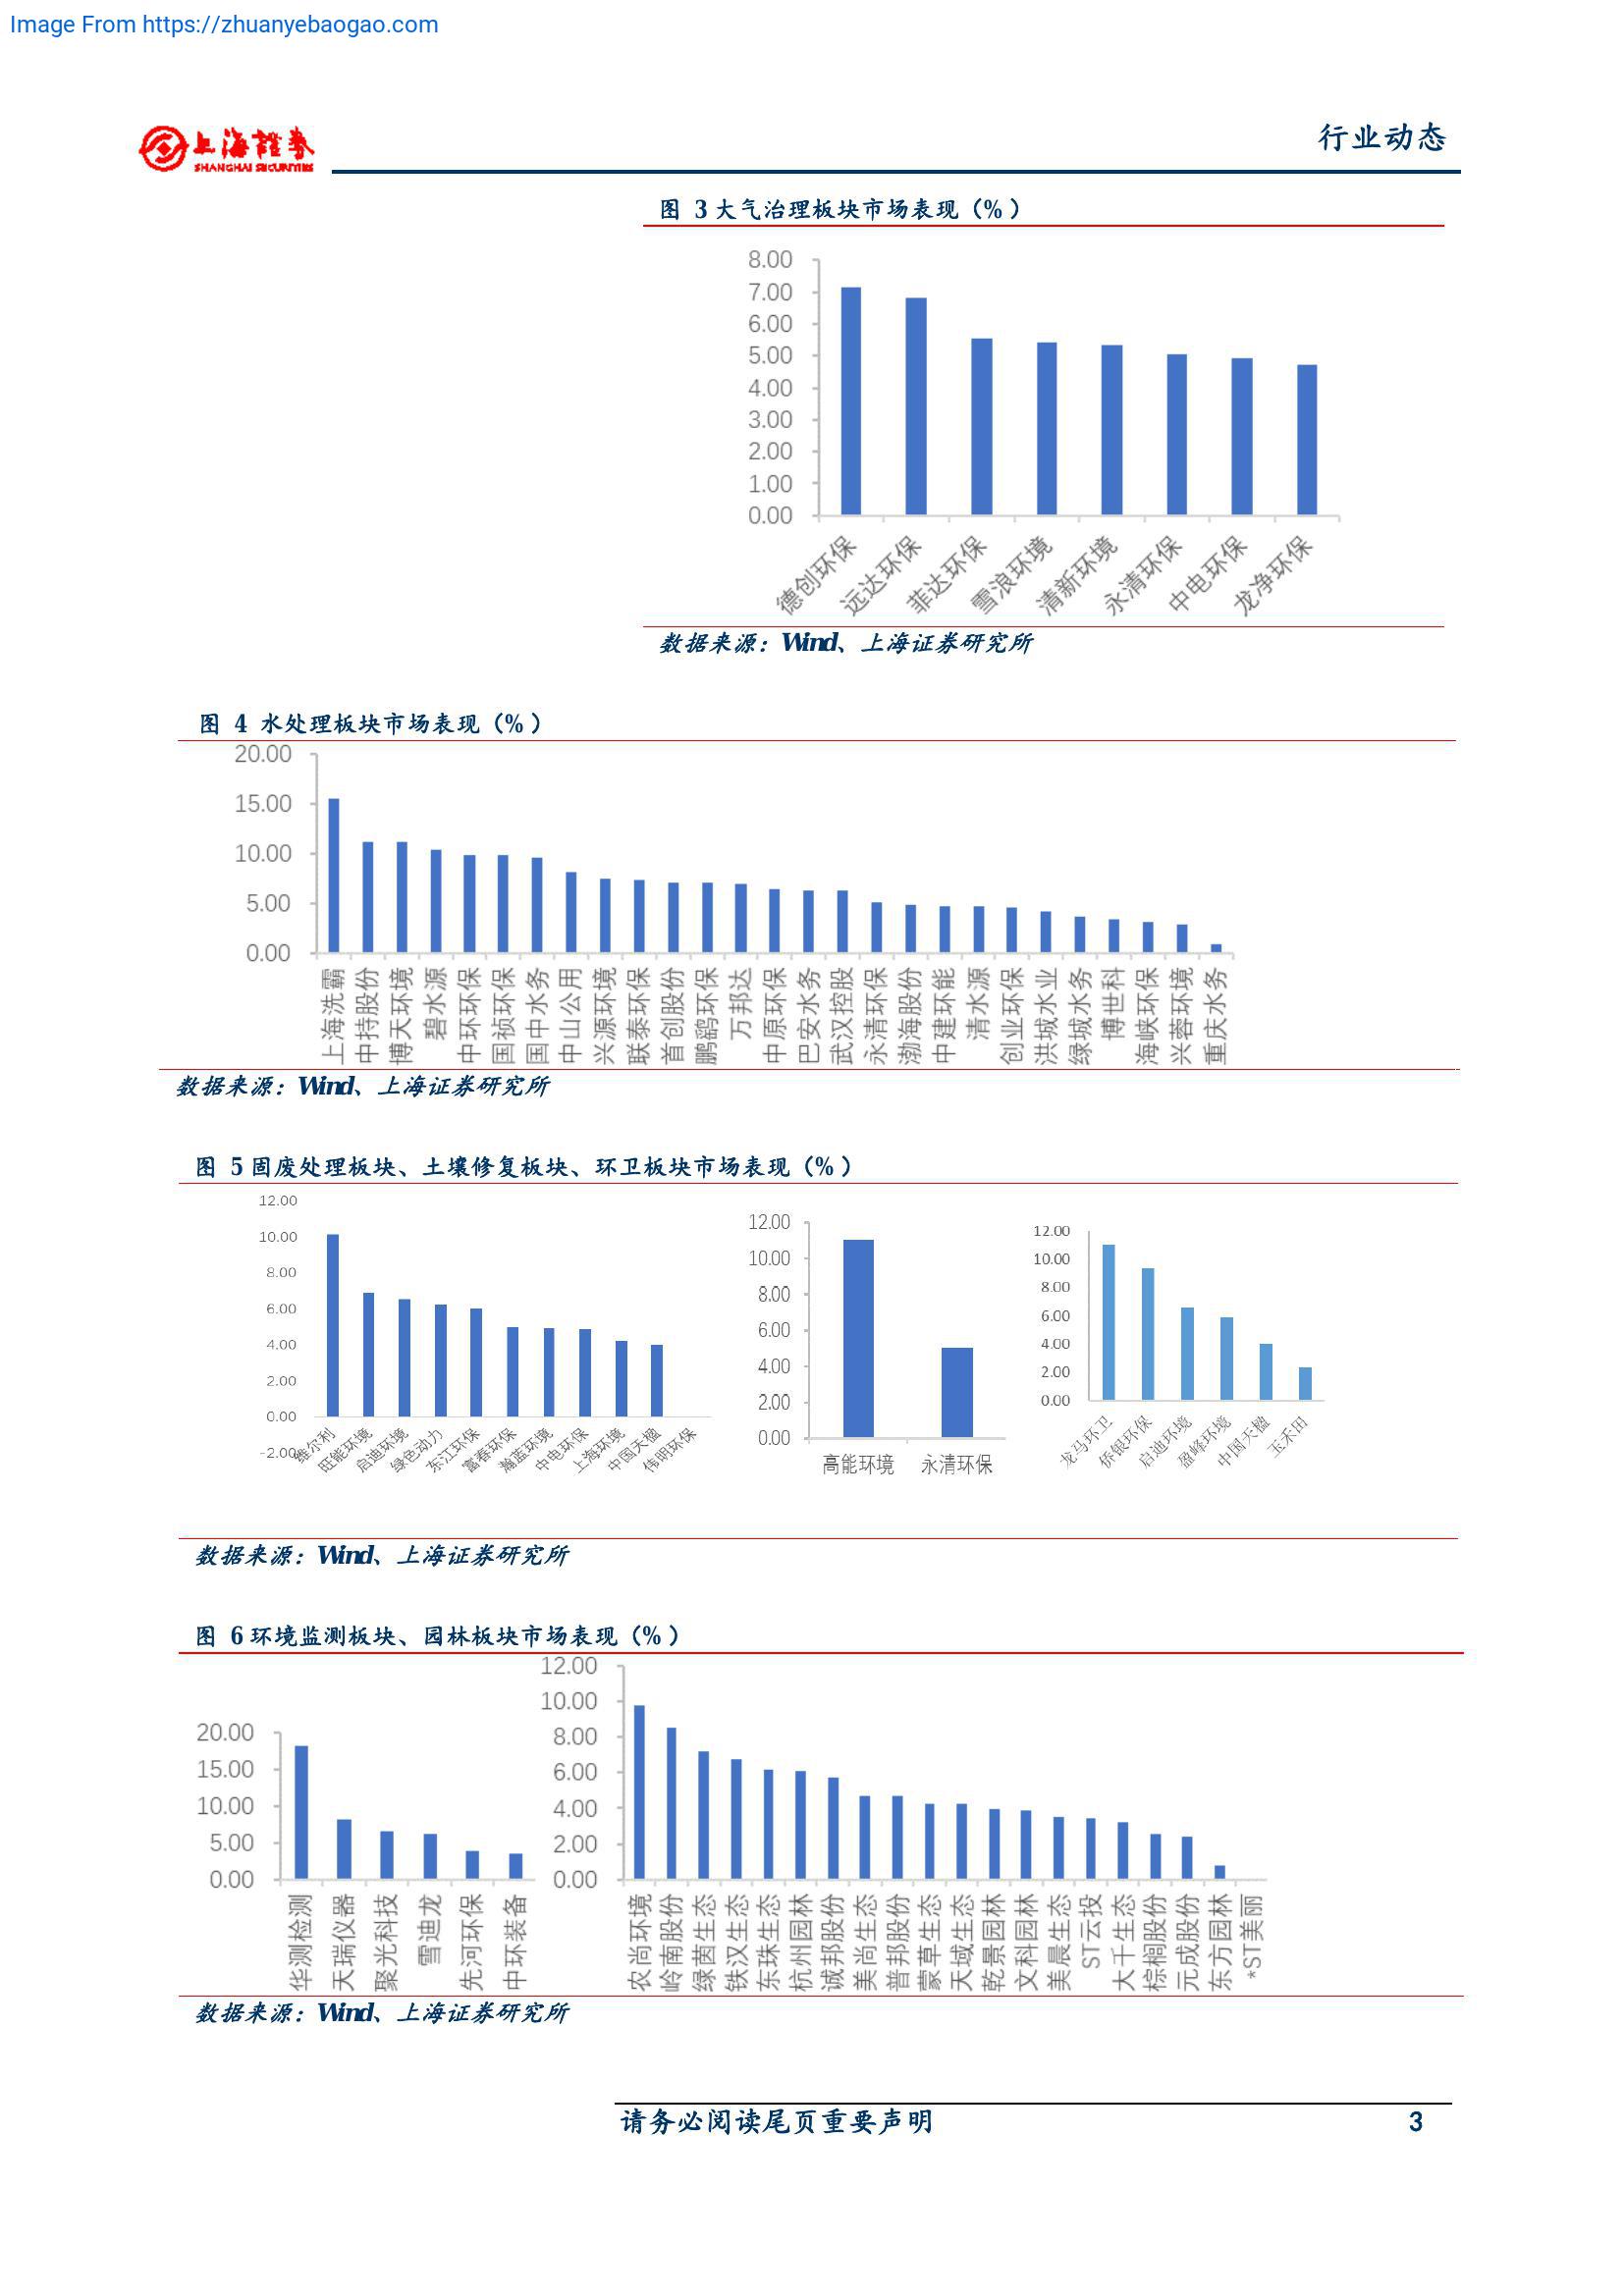 Image From https://zhuanyebaogao.com
上海證券
SHANGHAI SECURITIES
行业动态
图 3 大气治理板块市场表现（%）
8.00
7.00
6.00
5.00
4.00
3.00
2.00
1.00
0.00
德创环保 远达环保 菲达环保 雪浪环境 清新环境 永清环保 中电环保 龙净环保
数据来源：Wind、上海证券研究所
图 4 水处理板块市场表现（%）
20.00
15.00
10.00
5.00
0.00
上海洗霸 中持股份 博天环境 碧水源 中环环保 国祯环保 国中水务 中山公用 兴源环境 联泰环保 首创股份 鹏鹞环保 万邦达 中原环保 巴安水务 武汉控股 永清环保 渤海股份 中建环能 清水源 创业环保 洪城水业 绿城水务 博世科 海峡环保 兴蓉环境 重庆水务
数据来源：Wind、上海证券研究所
图 5 固废处理板块、土壤修复板块、环卫板块市场表现（%）
12.00
10.00
8.00
6.00
4.00
2.00
0.00
-2.00
维尔利 旺能环境 启迪环境 绿色动力 东江环保 富春环保 瀚蓝环境 中电环保 上海环境 中国天楹 伟明环保
12.00
10.00
8.00
6.00
4.00
2.00
0.00
高能环境 永清环保
12.00
10.00
8.00
6.00
4.00
2.00
0.00
龙马环卫 侨银环保 启迪环境 盈峰环境 中国天楹 玉禾田
数据来源：Wind、上海证券研究所
图 6 环境监测板块、园林板块市场表现（%）
20.00
15.00
10.00
5.00
0.00
华测检测 天瑞仪器 聚光科技 雪迪龙 先河环保 中环装备
12.00
10.00
8.00
6.00
4.00
2.00
0.00
农尚环境 岭南股份 绿茵生态 铁汉生态 东珠生态 杭州园林 诚邦股份 美尚生态 普邦股份 蒙草生态 天域生态 乾景园林 文科园林 美晨生态 ST云投 大千生态 棕榈股份 元成股份 东方园林 *ST美丽
数据来源：Wind、上海证券研究所
请务必阅读尾页重要声明 3